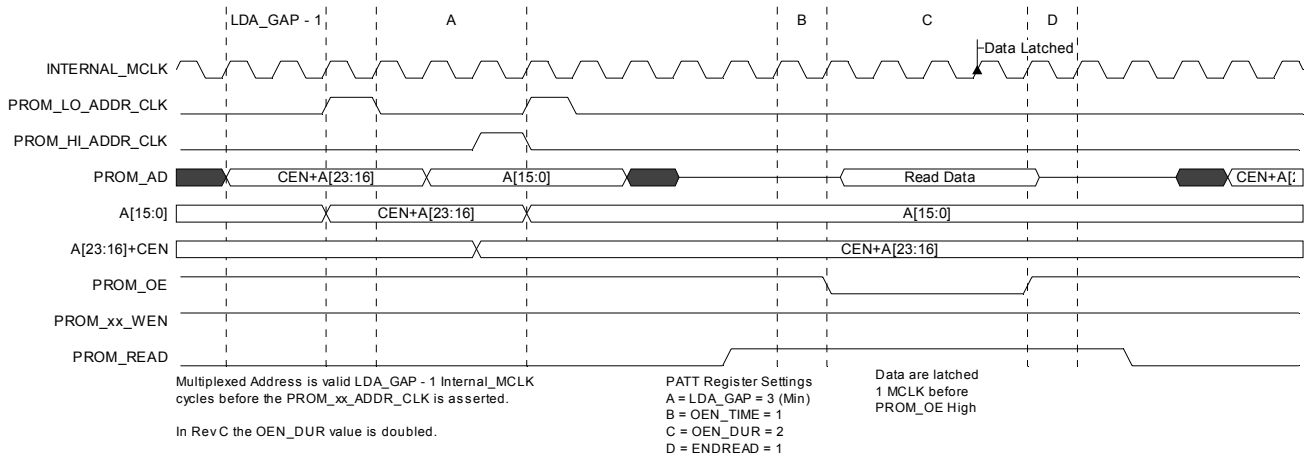 LDA_GAP - 1 A B C D
Data Latched
INTERNAL_MCLK
PROM_LO_ADDR_CLK
PROM_HI_ADDR_CLK
PROM_AD CEN+A[23:16] A[15:0] Read Data CEN+A[
A[15:0] CEN+A[23:16] A[15:0]
A[23:16]+CEN CEN+A[23:16]
PROM_OE
PROM_xx_WEN
PROM_READ
Multiplexed Address is valid LDA_GAP - 1 Internal_MCLK
cycles before the PROM_xx_ADDR_CLK is asserted.
In Rev C the OEN_DUR value is doubled.
PATT Register Settings
A = LDA_GAP = 3 (Min)
B = OEN_TIME = 1
C = OEN_DUR = 2
D = ENDREAD = 1
Data are latched
1 MCLK before
PROM_OE High